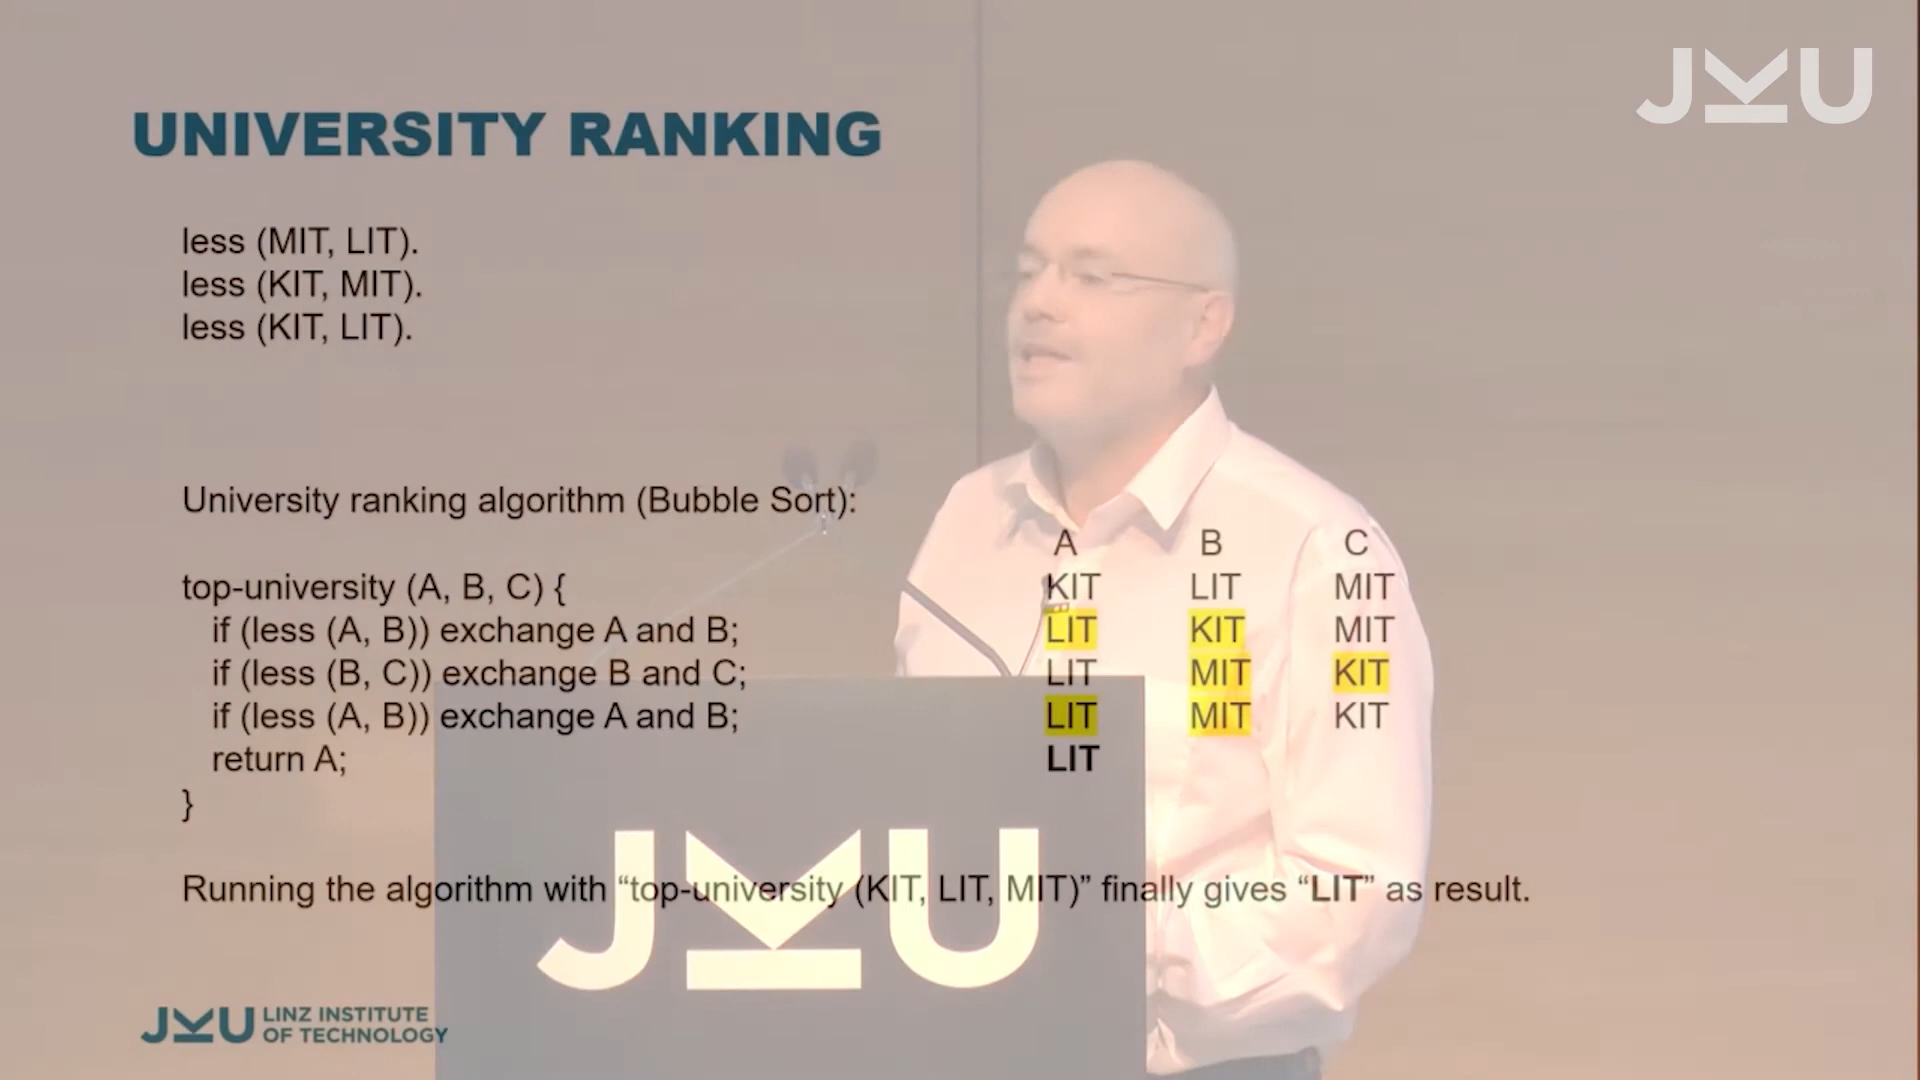 JKU
UNIVERSITY RANKING
less (MIT, LIT).
less (KIT, MIT).
less (KIT, LIT).
University ranking algorithm (Bubble Sort):
A B C
top-university (A, B, C) { KIT LIT MIT
if (less (A, B)) exchange A and B; LIT KIT MIT
if (less (B, C)) exchange B and C; LIT MIT KIT
if (less (A, B)) exchange A and B; LIT MIT KIT
return A; LIT
}
Running the algorithm with “top-university (KIT, LIT, MIT)” finally gives “LIT” as result.
JKU
JKU LINZ INSTITUTE
OF TECHNOLOGY